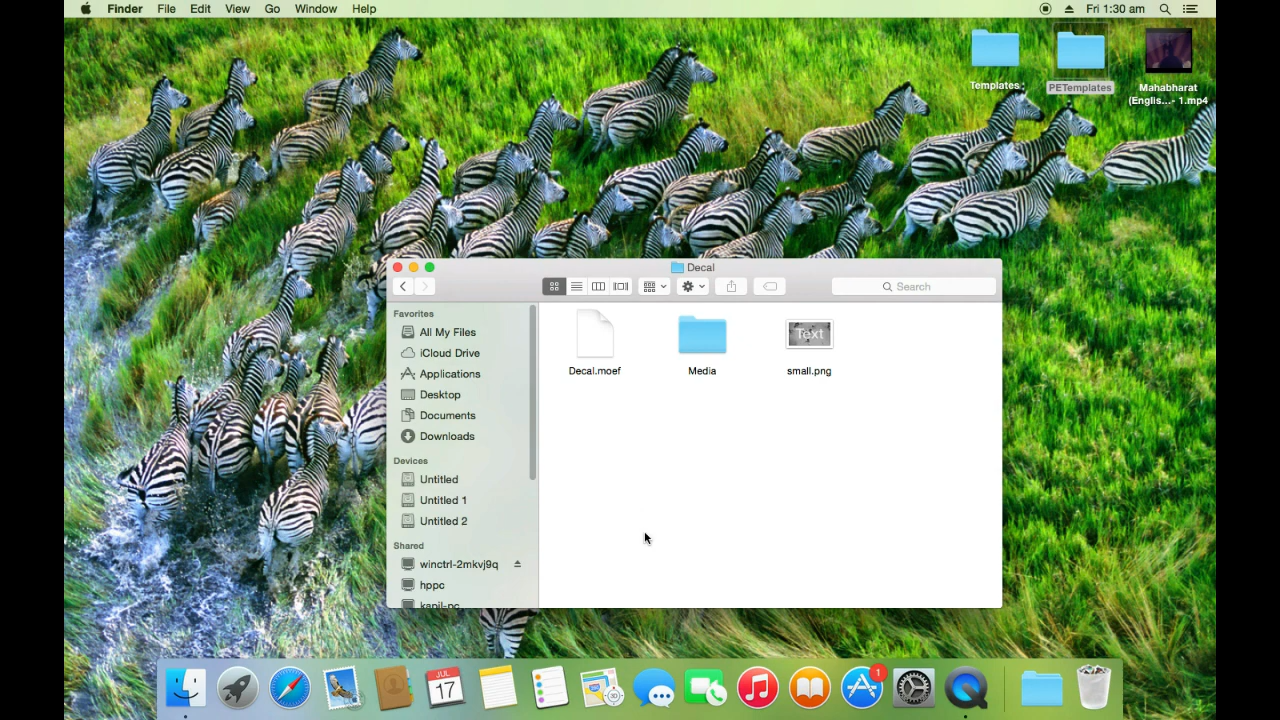 Finder File Edit View Go Window Help Fri 1:30 am
Templates
PETemplates
Mahabharat
(Englis...- 1.mp4
Decal
Search
Favorites
All My Files
iCloud Drive
Applications
Desktop
Documents
Downloads
Devices
Untitled
Untitled 1
Untitled 2
Shared
winctrl-2mkvj9q
hppc
kapil-pc
Text
Decal.moef
Media
small.png
JUL
17
1